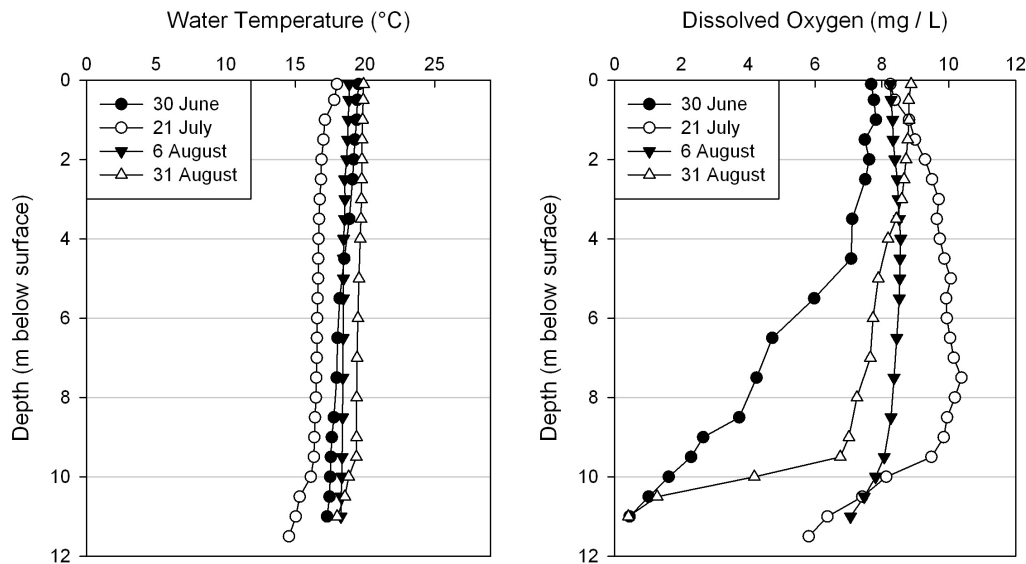 Water Temperature (°C)
0 5 10 15 20 25
0
2
4
6
8
10
12
Depth (m below surface)
30 June
21 July
6 August
31 August
Dissolved Oxygen (mg / L)
0 2 4 6 8 10 12
0
2
4
6
8
10
12
Depth (m below surface)
30 June
21 July
6 August
31 August